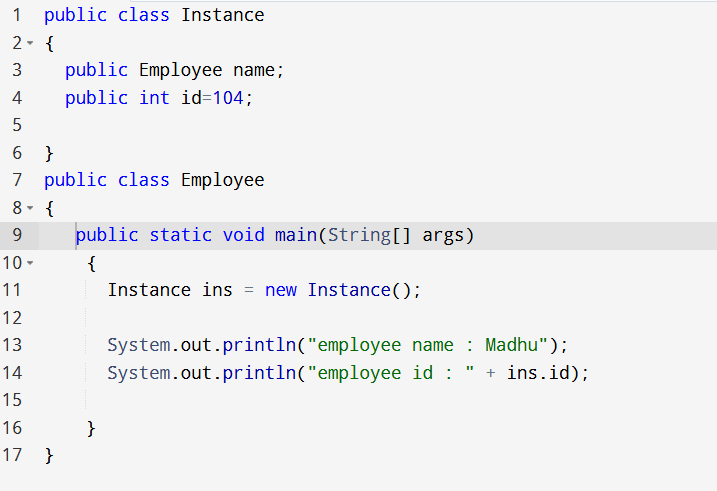 1 public class Instance
2 {
3 public Employee name;
4 public int id=104;
5
6 }
7 public class Employee
8 {
9 public static void main(String[] args)
10 {
11 Instance ins = new Instance();
12
13 System.out.println("employee name : Madhu");
14 System.out.println("employee id : " + ins.id);
15
16 }
17 }